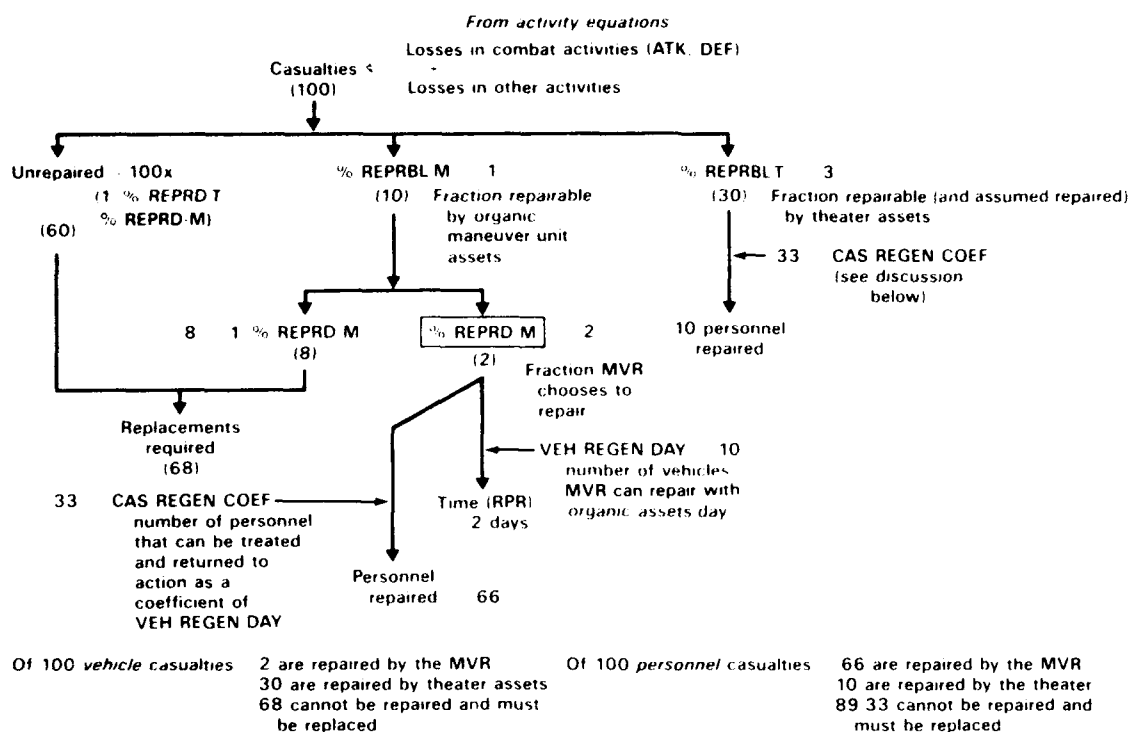 From activity equations
Losses in combat activities (ATK, DEF)
Casualties <
(100)
Losses in other activities
Unrepaired - 100x
(1 % REPRD T
% REPRD-M)
(60)
% REPRBL M 1
(10) Fraction repairable
by organic
maneuver unit
assets
% REPRBL T 3
(30) Fraction repairable (and assumed repaired)
by theater assets
33 CAS REGEN COEF
(see discussion
below)
10 personnel
repaired
8 1 % REPRD M
(8)
% REPRD M 2
(2)
Fraction MVR
chooses to
repair
Replacements
required
(68)
VEH REGEN DAY 10
number of vehicles
MVR can repair with
organic assets day
Time (RPR)
2 days
33 CAS REGEN COEF
number of personnel
that can be treated
and returned to
action as a
coefficient of
VEH REGEN DAY
Personnel
repaired 66
Of 100 vehicle casualties 2 are repaired by the MVR
30 are repaired by theater assets
68 cannot be repaired and must
be replaced
Of 100 personnel casualties 66 are repaired by the MVR
10 are repaired by the theater
89 33 cannot be repaired and
must be replaced